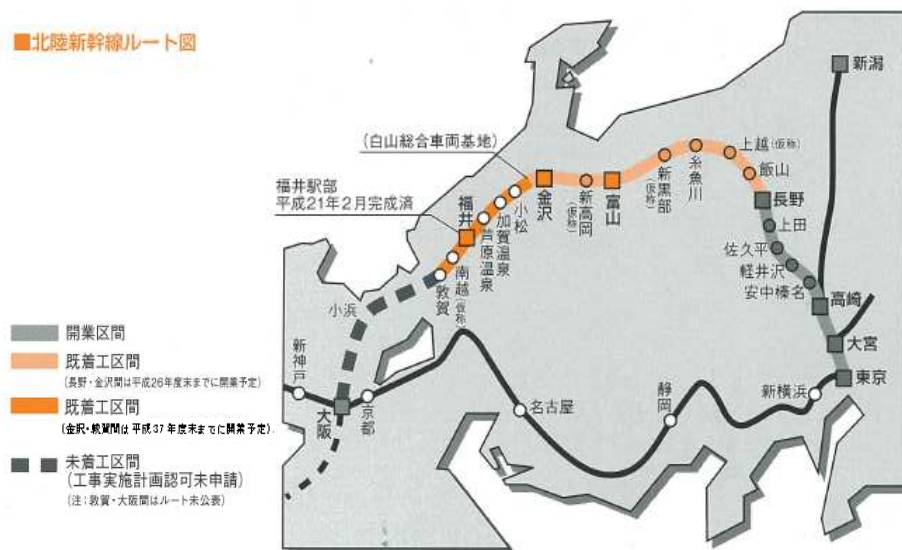 ■北陸新幹線ルート図
新潟
(白山総合車両基地)
福井駅部
平成21年2月完成済
上越(仮称)
飯山
糸魚川
新黒部(仮称)
富山
新高岡(仮称)
金沢
小松
加賀温泉
芦原温泉
福井
南越(仮称)
敦賀
小浜
長野
上田
佐久平
軽井沢
安中榛名
高崎
大宮
東京
新横浜
静岡
名古屋
京都
大阪
新神戸
開業区間
既着工区間
(長野・金沢間は平成26年度末までに開業予定)
既着工区間
(金沢・敦賀間は平成37年度末までに開業予定).
未着工区間
(工事実施計画認可未申請)
(注:敦賀・大阪間はルート未公表)